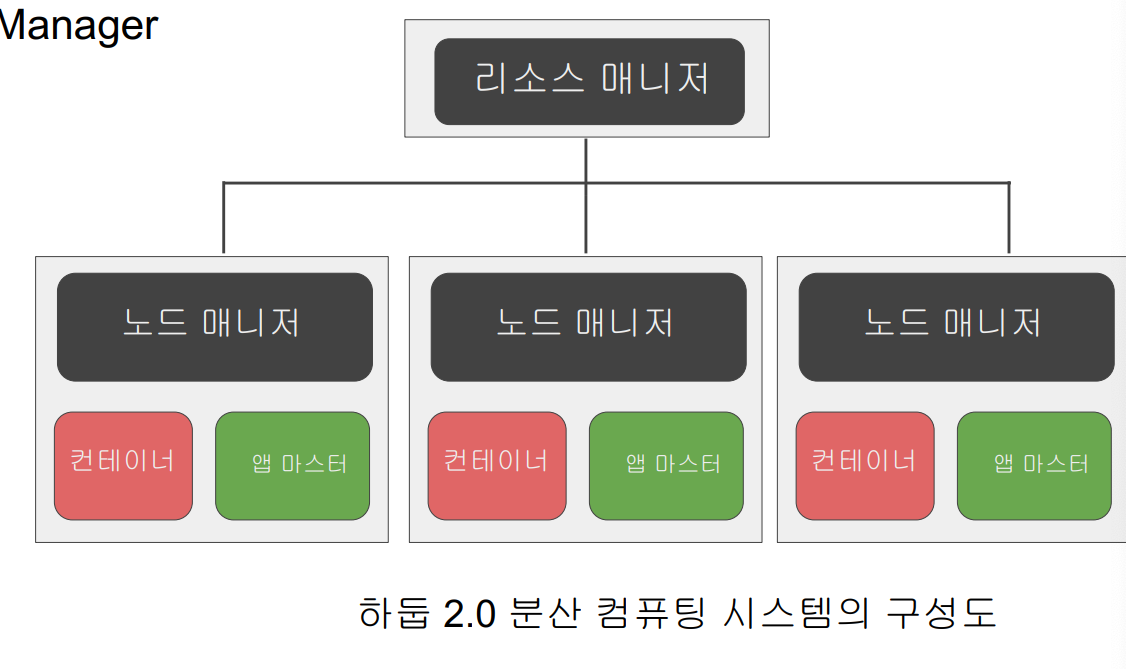 Manager
리소스 매니저
노드 매니저
노드 매니저
노드 매니저
컨테이너
앱 마스터
컨테이너
앱 마스터
컨테이너
앱 마스터
하둡 2.0 분산 컴퓨팅 시스템의 구성도